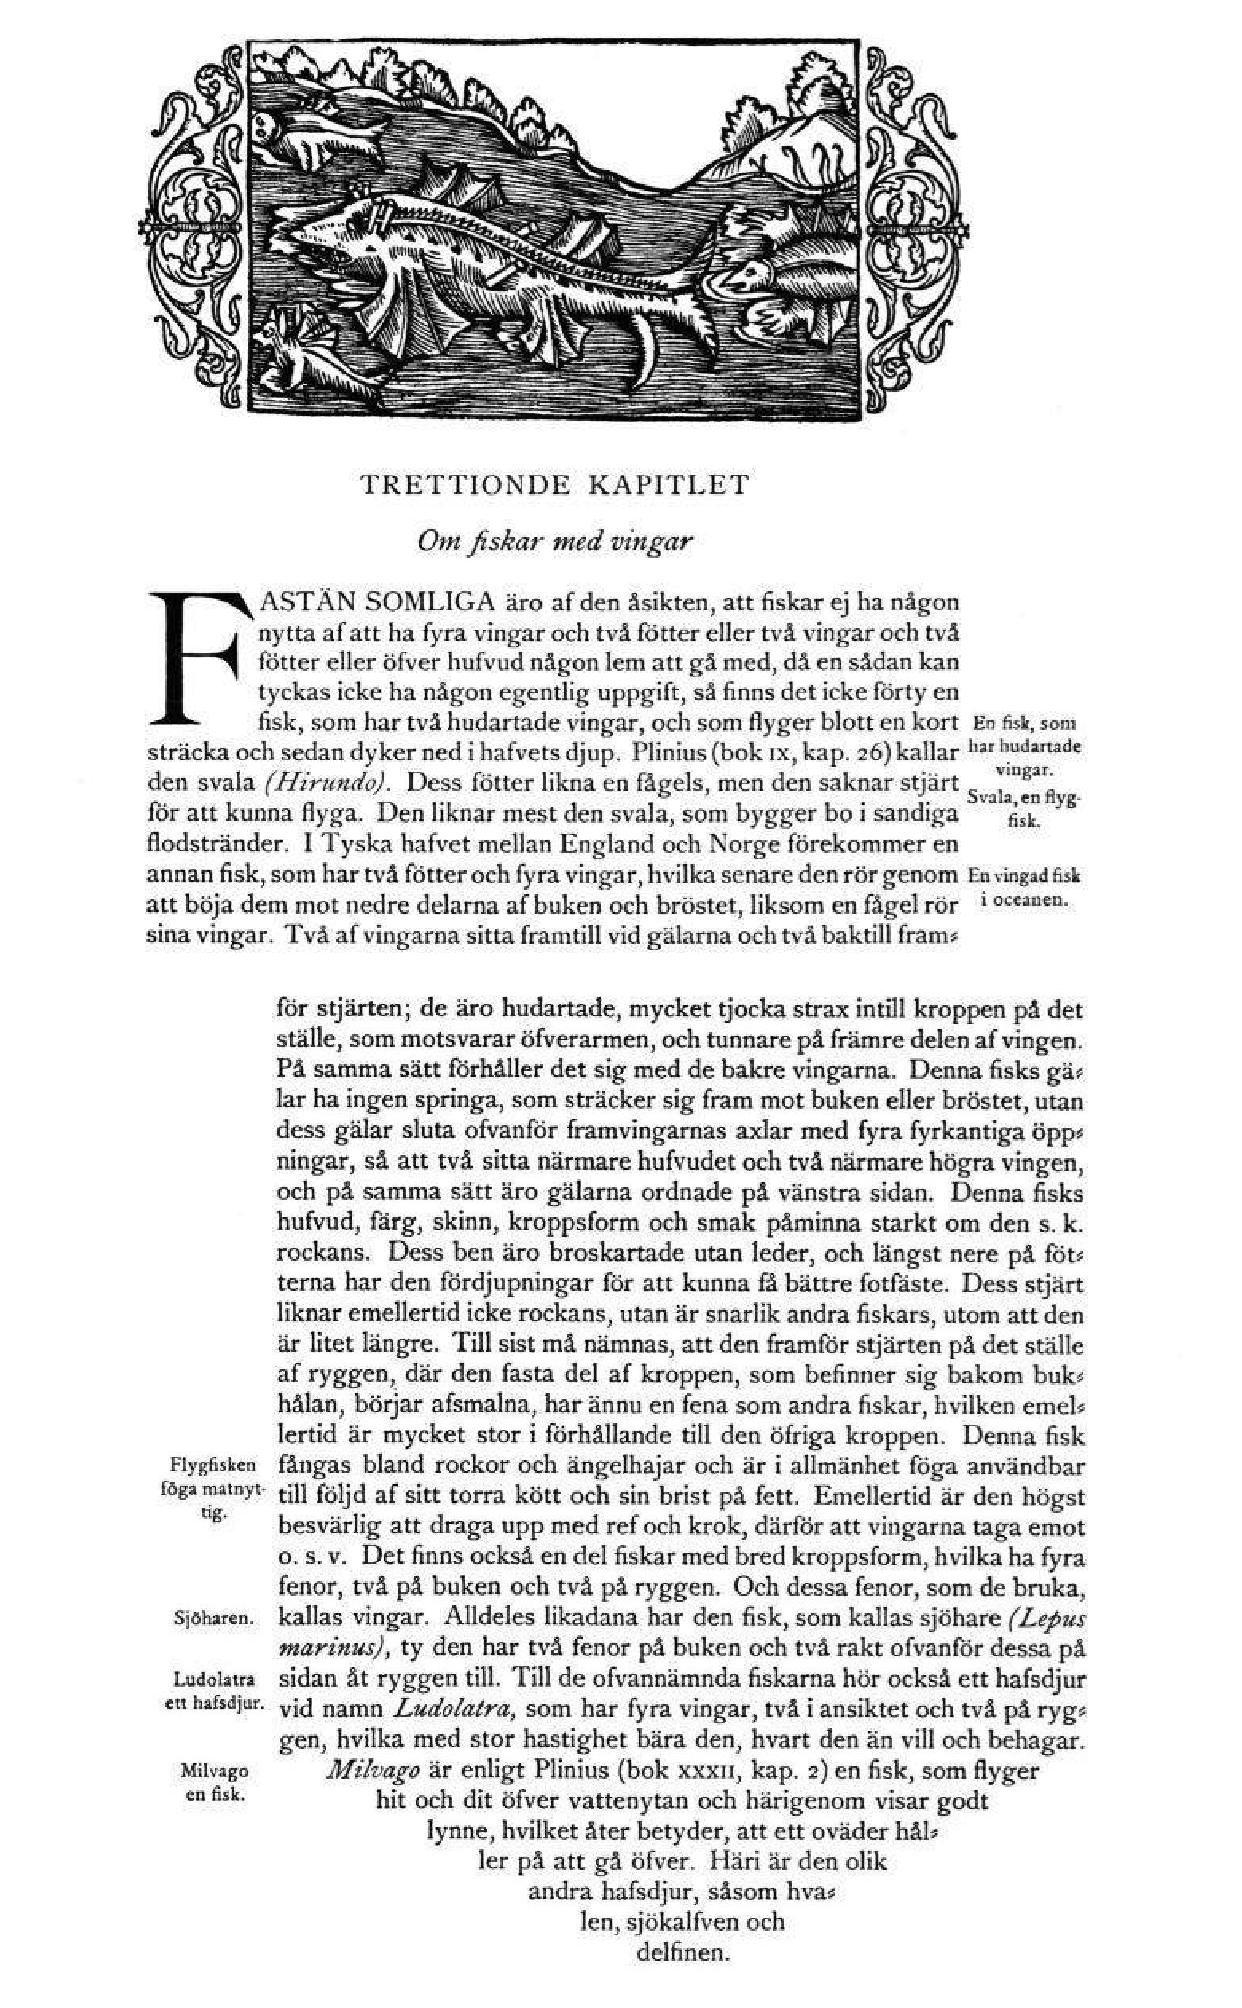 TRETTIONDE KAPITLET
Om fiskar med vingar
FASTÄN SOMLIGA äro af den åsikten, att fiskar ej ha någon
nytta af att ha fyra vingar och två fötter eller två vingar och två
fötter eller öfver hufvud någon lem att gå med, då en sådan kan
tyckas icke ha någon egentlig uppgift, så finns det icke förty en
fisk, som har två hudartade vingar, och som flyger blott en kort
sträcka och sedan dyker ned i hafvets djup. Plinius (bok IX, kap. 26) kallar
den svala (Hirundo). Dess fötter likna en fågels, men den saknar stjärt
för att kunna flyga. Den liknar mest den svala, som bygger bo i sandiga
flodstränder. I Tyska hafvet mellan England och Norge förekommer en
annan fisk, som har två fötter och fyra vingar, hvilka senare den rör genom
att böja dem mot nedre delarna af buken och bröstet, liksom en fågel rör
sina vingar. Två af vingarna sitta framtill vid gälarna och två baktill fram-
En fisk, som
har hudartade
vingar.
Svala, en flyg-
fisk.
En vingad fisk
i oceanen.
för stjärten; de äro hudartade, mycket tjocka strax intill kroppen på det
ställe, som motsvarar öfverarmen, och tunnare på främre delen af vingen.
På samma sätt förhåller det sig med de bakre vingarna. Denna fisks gä-
lar ha ingen springa, som sträcker sig fram mot buken eller bröstet, utan
dess gälar sluta ofvanför framvingarnas axlar med fyra fyrkantiga öpp-
ningar, så att två sitta närmare hufvudet och två närmare högra vingen,
och på samma sätt äro gälarna ordnade på vänstra sidan. Denna fisks
hufvud, färg, skinn, kroppsform och smak påminna starkt om den s. k.
rockans. Dess ben äro broskartade utan leder, och längst nere på föt-
terna har den fördjupningar för att kunna få bättre fotfäste. Dess stjärt
liknar emellertid icke rockans, utan är snarlik andra fiskars, utom att den
är litet längre. Till sist må nämnas, att den framför stjärten på det ställe
af ryggen, där den fasta del af kroppen, som befinner sig bakom buk-
hålan, börjar afsmalna, har ännu en fena som andra fiskar, hvilken emel-
lertid är mycket stor i förhållande till den öfriga kroppen. Denna fisk
fångas bland rockor och ängelhajar och är i allmänhet föga användbar
till följd af sitt torra kött och sin brist på fett. Emellertid är den högst
besvärlig att draga upp med ref och krok, därför att vingarna taga emot
o. s. v. Det finns också en del fiskar med bred kroppsform, hvilka ha fyra
fenor, två på buken och två på ryggen. Och dessa fenor, som de bruka,
kallas vingar. Alldeles likadana har den fisk, som kallas sjöhare (Lepus
marinus), ty den har två fenor på buken och två rakt ofvanför dessa på
sidan åt ryggen till. Till de ofvannämnda fiskarna hör också ett hafsdjur
vid namn Ludolatra, som har fyra vingar, två i ansiktet och två på ryg-
gen, hvilka med stor hastighet bära den, hvart den än vill och behagar.
Milvago är enligt Plinius (bok XXXII, kap. 2) en fisk, som flyger
hit och dit öfver vattenytan och härigenom visar godt
lynne, hvilket åter betyder, att ett oväder hål-
ler på att gå öfver. Häri är den olik
andra hafsdjur, såsom hva-
len, sjökalfven och
delfinen.
Flygfisken
föga matnyt-
tig.
Sjöharen.
Ludolatra
ett hafsdjur.
Milvago
en fisk.